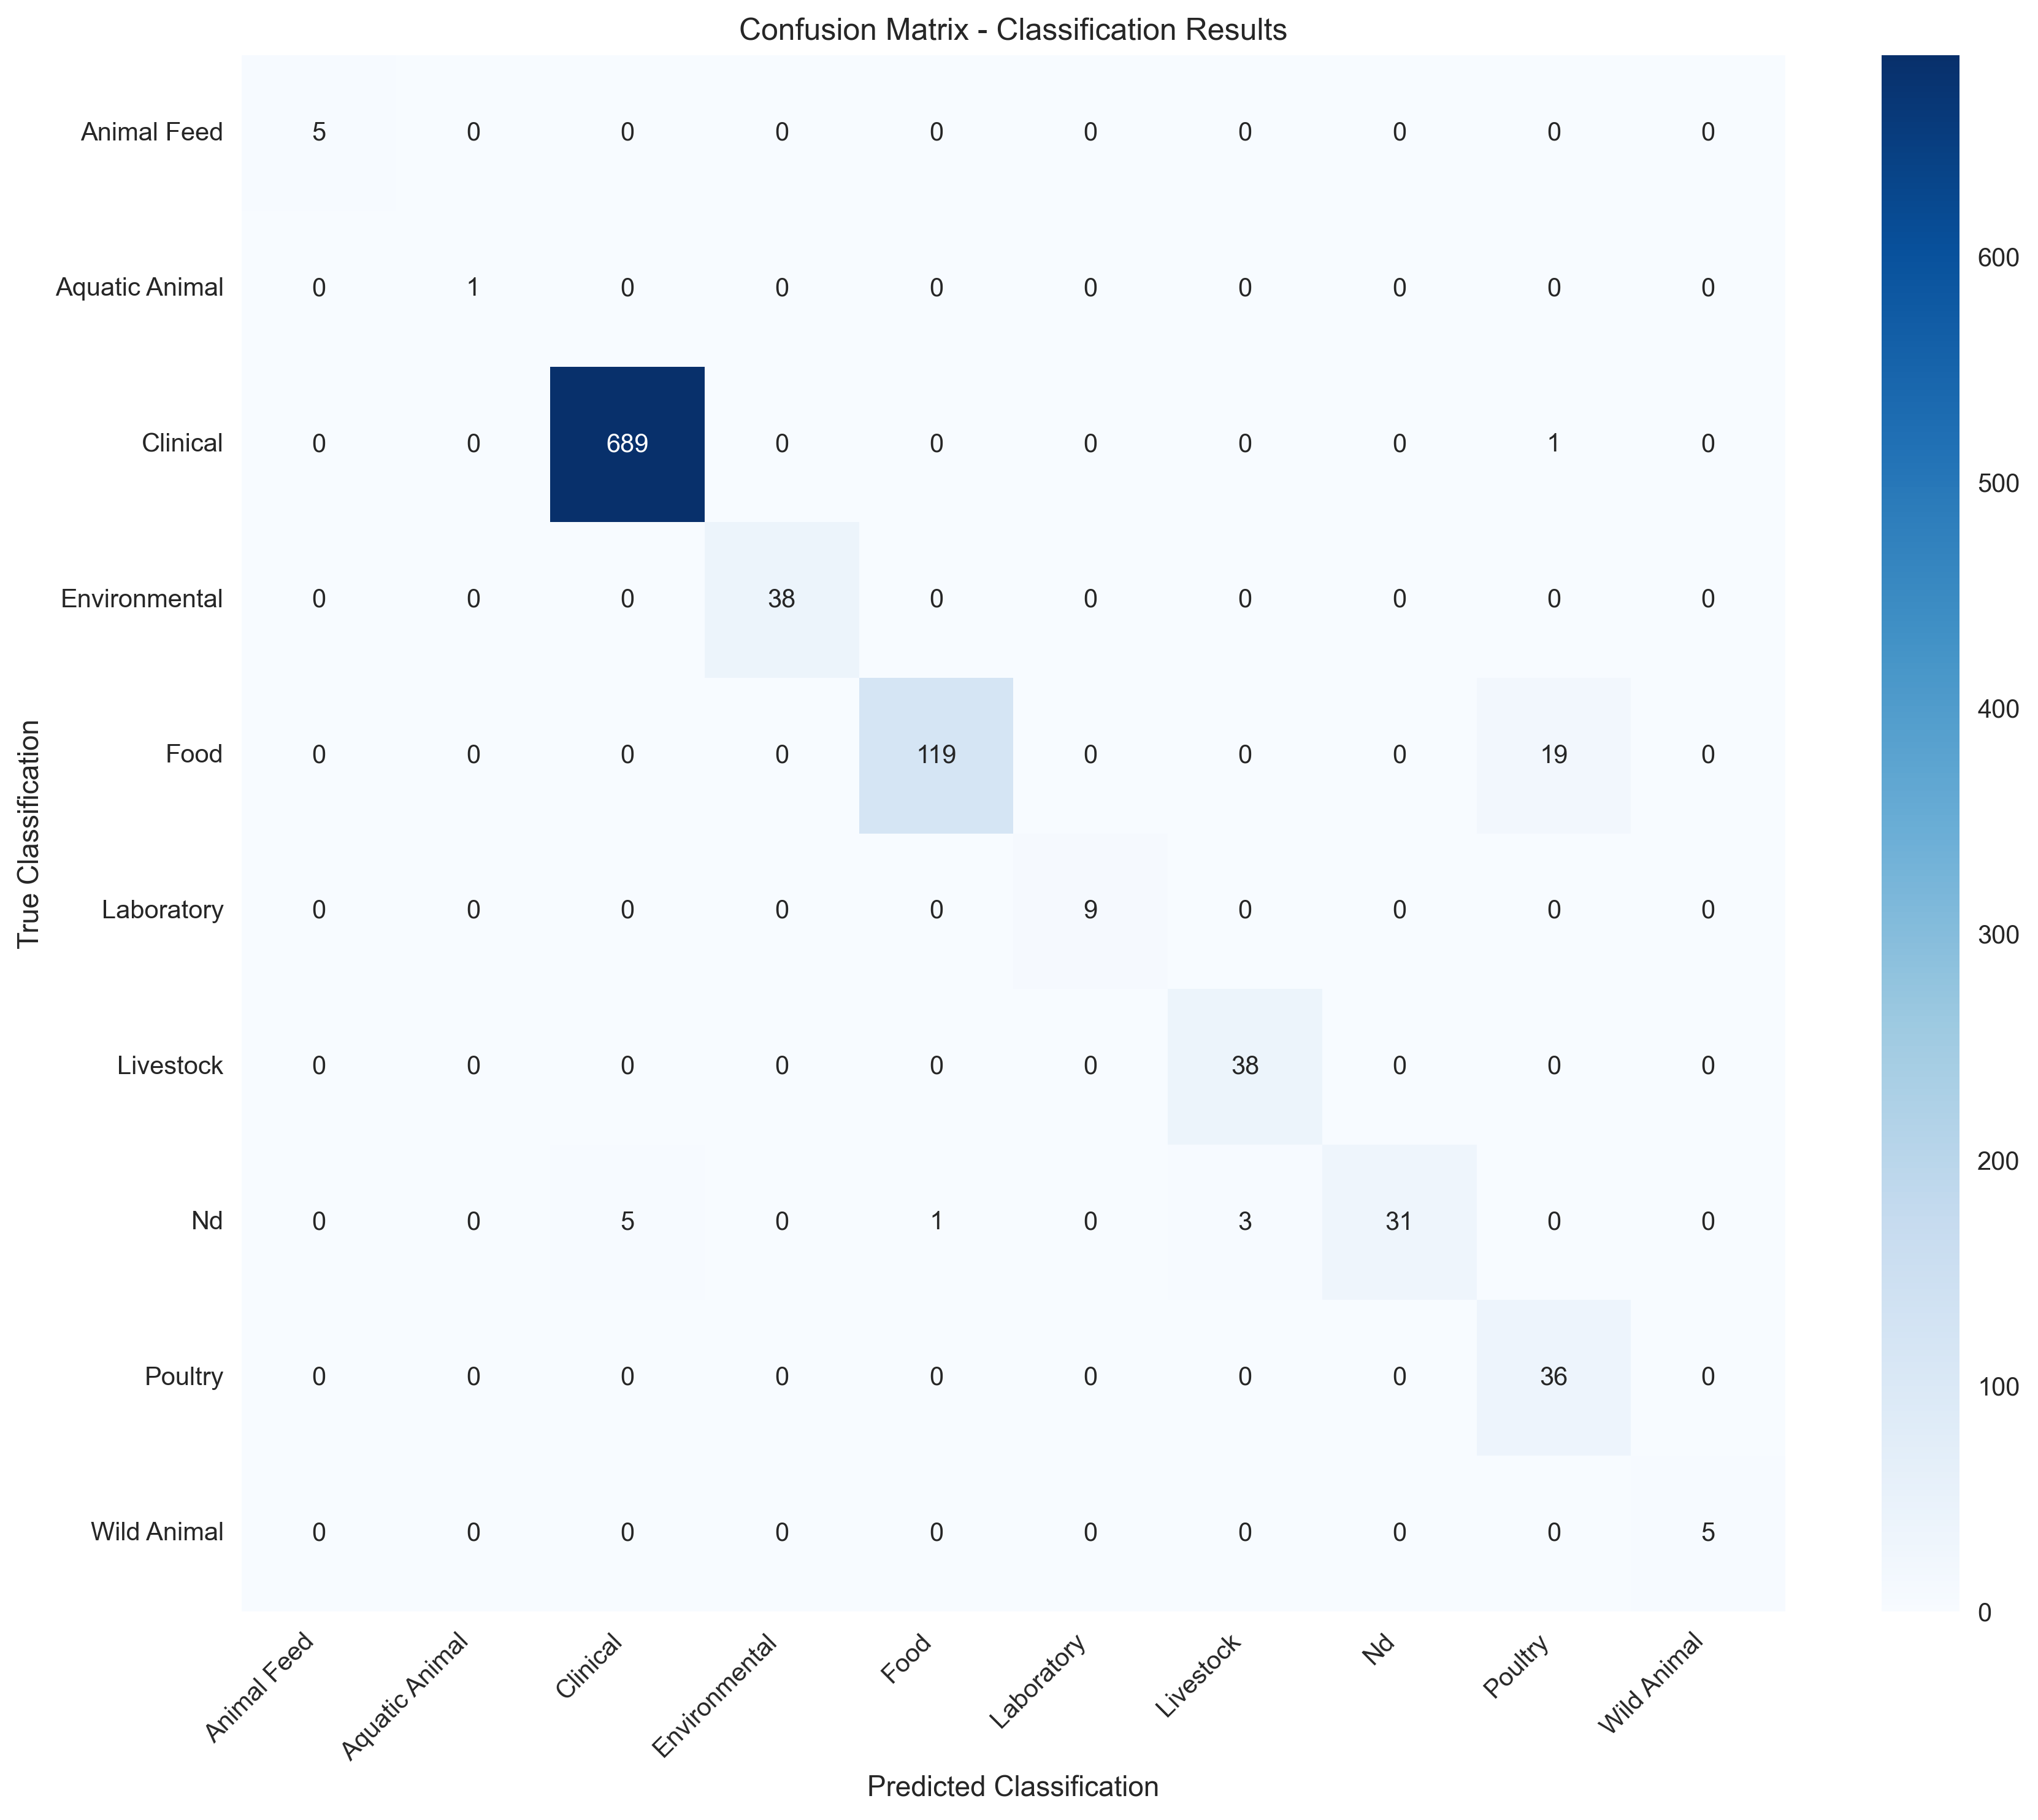 Confusion Matrix - Classification Results
Animal Feed 5 0 0 0 0 0 0 0 0 0
Aquatic Animal 0 1 0 0 0 0 0 0 0 0
Clinical 0 0 689 0 0 0 0 0 1 0
Environmental 0 0 0 38 0 0 0 0 0 0
Food 0 0 0 0 119 0 0 0 19 0
Laboratory 0 0 0 0 0 9 0 0 0 0
Livestock 0 0 0 0 0 0 38 0 0 0
Nd 0 0 5 0 1 0 3 31 0 0
Poultry 0 0 0 0 0 0 0 0 36 0
Wild Animal 0 0 0 0 0 0 0 0 0 5
True Classification
Animal Feed Aquatic Animal Clinical Environmental Food Laboratory Livestock Nd Poultry Wild Animal
Predicted Classification
600
500
400
300
200
100
0